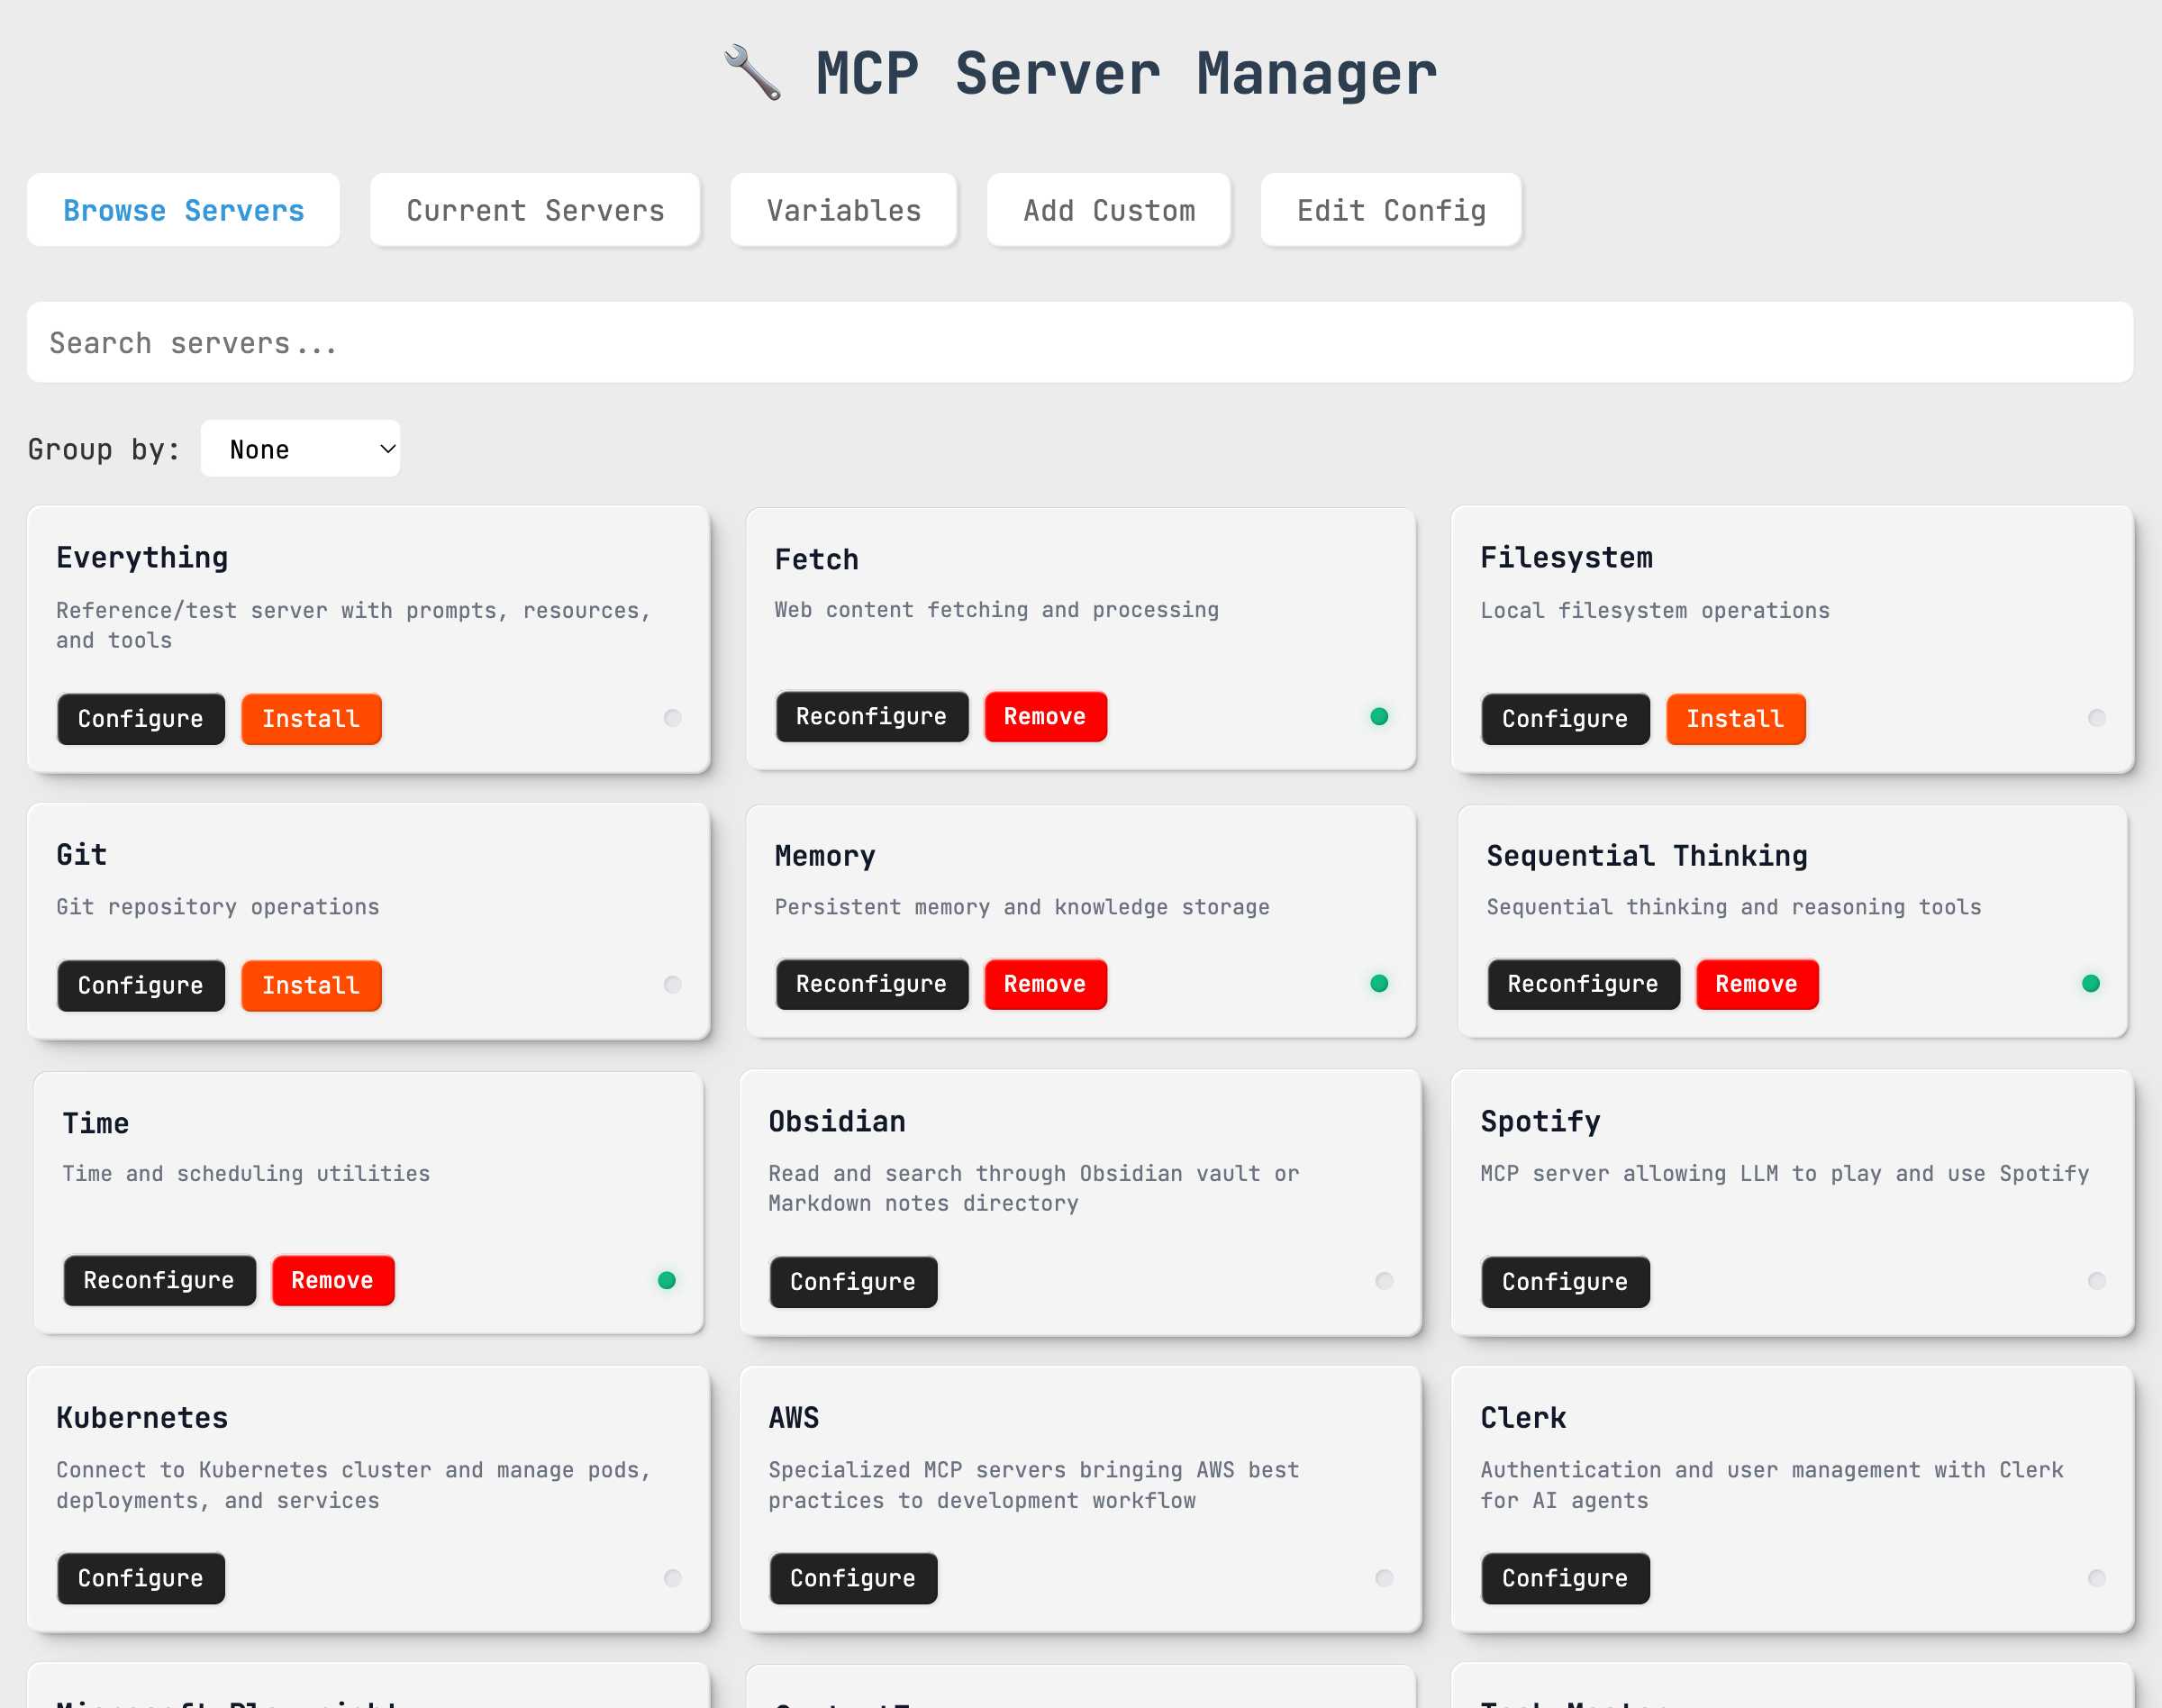 MCP Server Manager
Browse Servers
Current Servers
Variables
Add Custom
Edit Config
Search servers...
Group by:
None
Everything
Reference/test server with prompts, resources,
and tools
Configure
Install
Fetch
Web content fetching and processing
Reconfigure
Remove
Filesystem
Local filesystem operations
Configure
Install
Git
Git repository operations
Configure
Install
Memory
Persistent memory and knowledge storage
Reconfigure
Remove
Sequential Thinking
Sequential thinking and reasoning tools
Reconfigure
Remove
Time
Time and scheduling utilities
Reconfigure
Remove
Obsidian
Read and search through Obsidian vault or
Markdown notes directory
Configure
Spotify
MCP server allowing LLM to play and use Spotify
Configure
Kubernetes
Connect to Kubernetes cluster and manage pods,
deployments, and services
Configure
AWS
Specialized MCP servers bringing AWS best
practices to development workflow
Configure
Clerk
Authentication and user management with Clerk
for AI agents
Configure